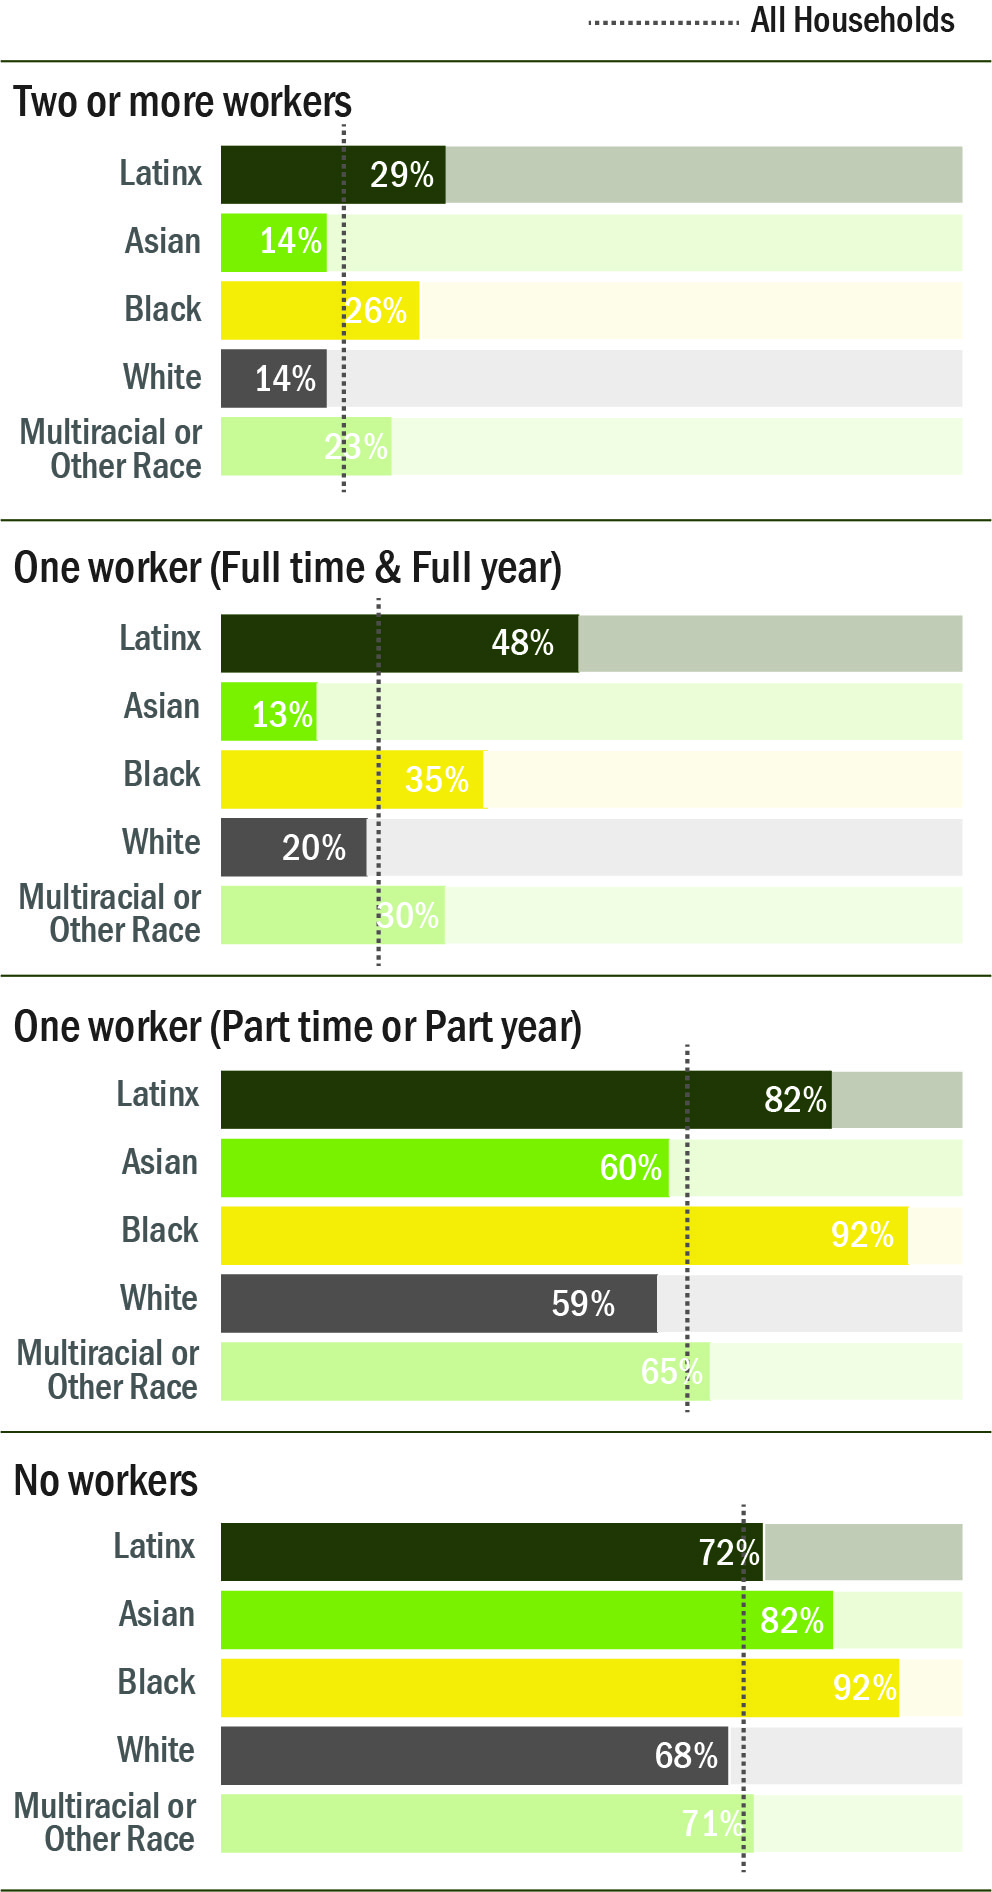 All Households
Two or more workers
Latinx
29%
Asian
14%
Black
26%
White
14%
Multiracial or
Other Race
23%
One worker (Full time & Full year)
Latinx
48%
Asian
13%
Black
35%
White
20%
Multiracial or
Other Race
30%
One worker (Part time or Part year)
Latinx
82%
Asian
60%
Black
92%
White
59%
Multiracial or
Other Race
65%
No workers
Latinx
72%
Asian
82%
Black
92%
White
68%
Multiracial or
Other Race
71%